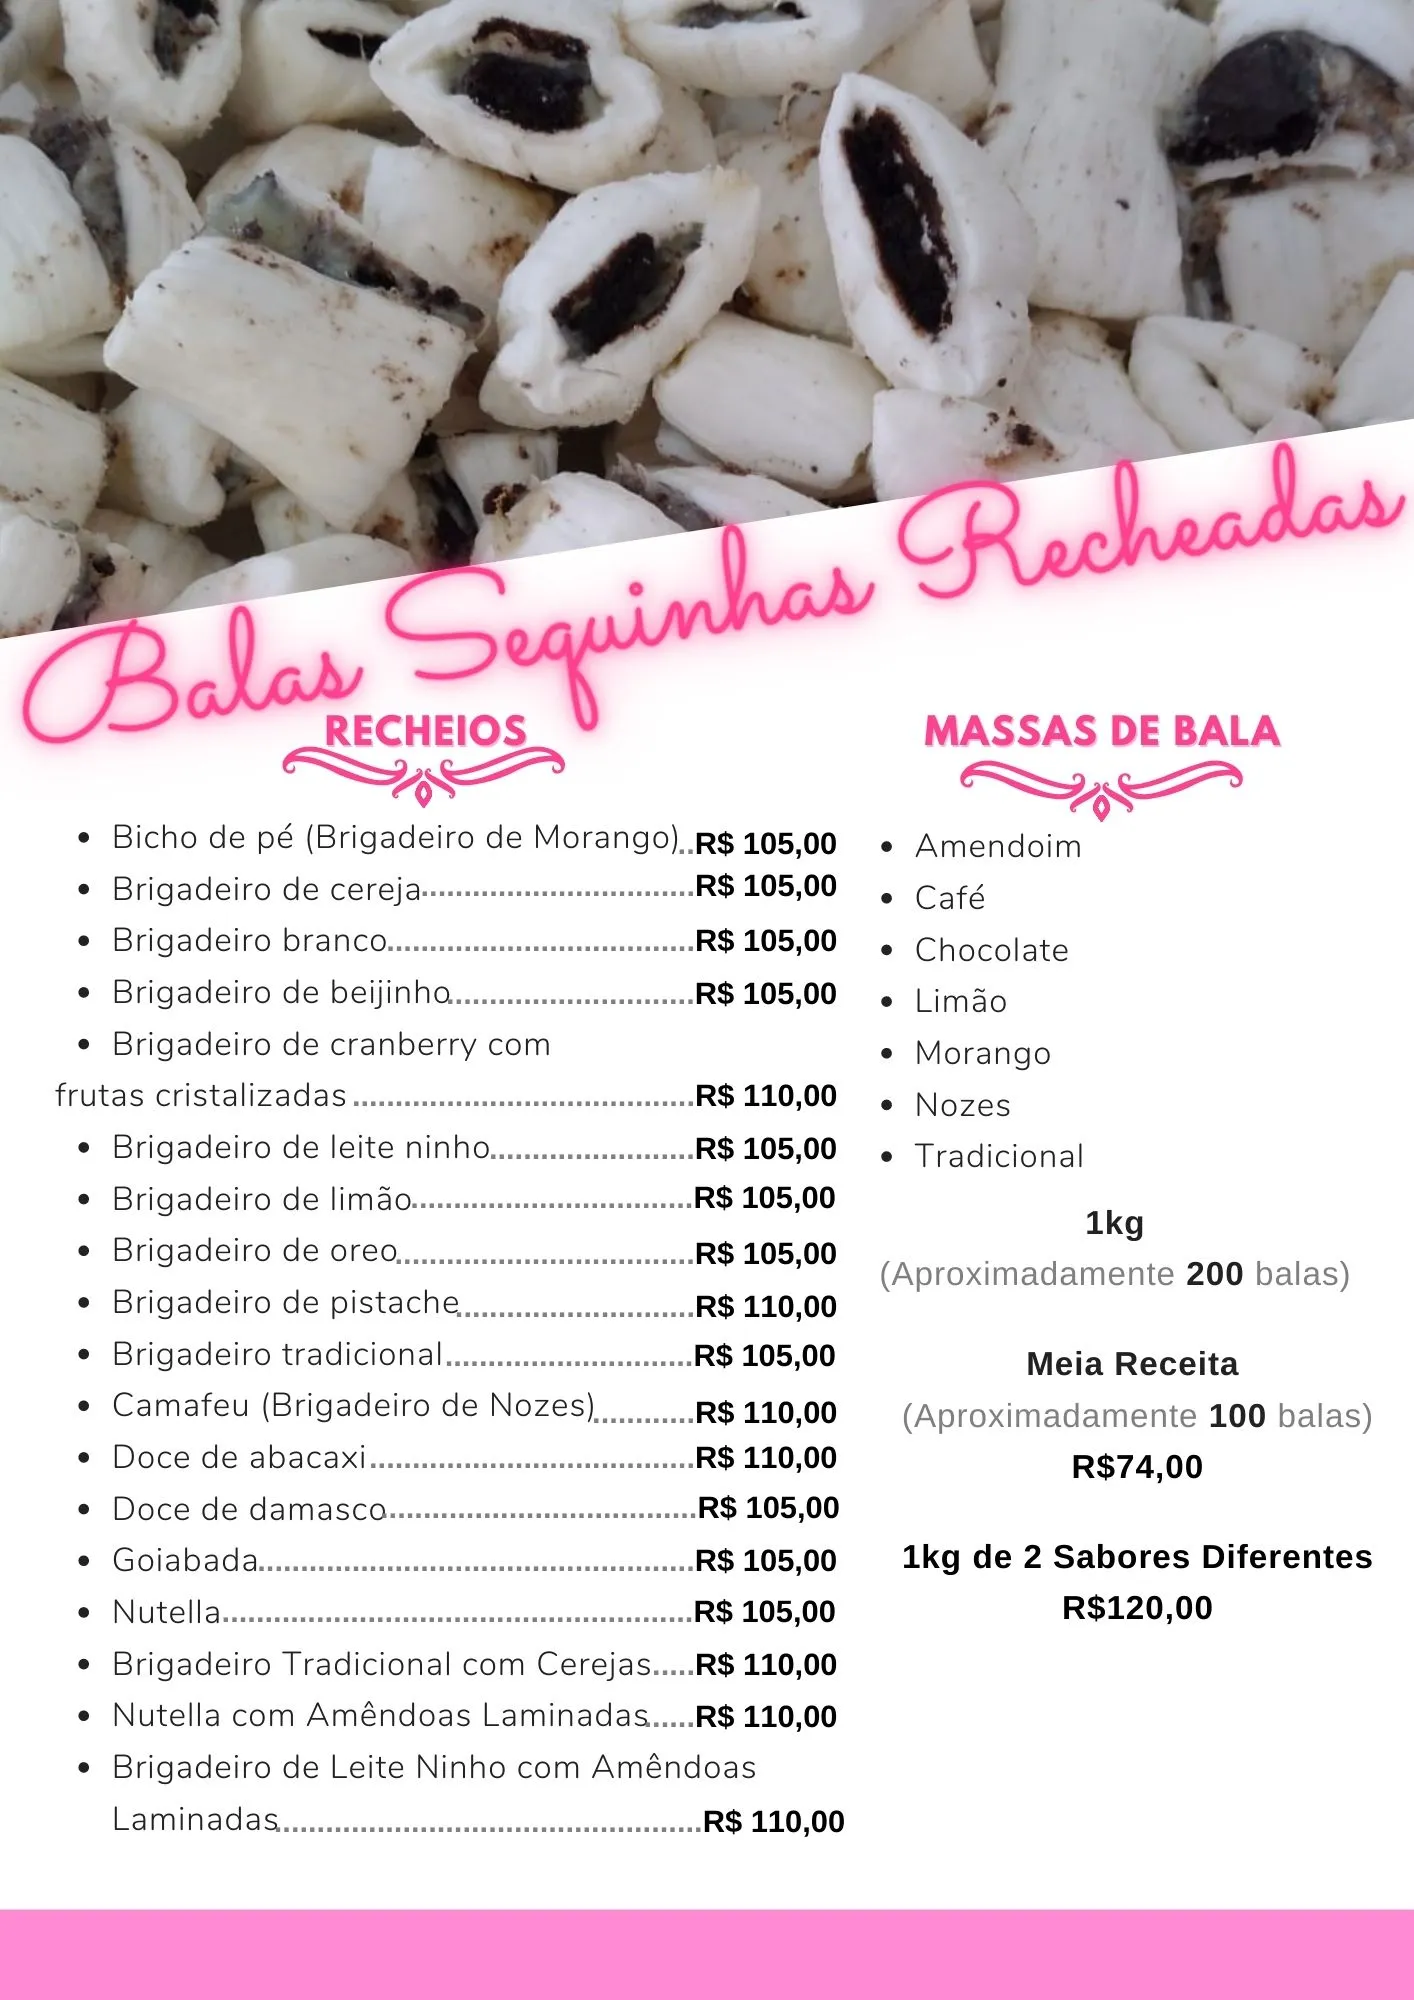 Balas Sequinhas Recheadas
RECHEIOS
Bicho de pé (Brigadeiro de Morango)..R$ 105,00
Brigadeiro de cereja................................R$ 105,00
Brigadeiro branco....................................R$ 105,00
Brigadeiro de beijinho.............................R$ 105,00
Brigadeiro de cranberry com
frutas cristalizadas........................................R$ 110,00
Brigadeiro de leite ninho........................R$ 105,00
Brigadeiro de limão.................................R$ 105,00
Brigadeiro de oreo...................................R$ 105,00
Brigadeiro de pistache............................R$ 110,00
Brigadeiro tradicional.............................R$ 105,00
Camafeu (Brigadeiro de Nozes)............R$ 110,00
Doce de abacaxi......................................R$ 110,00
Doce de damasco.....................................R$ 105,00
Goiabada...................................................R$ 105,00
Nutella.......................................................R$ 105,00
Brigadeiro Tradicional com Cerejas.....R$ 110,00
Nutella com Amêndoas Laminadas......R$ 110,00
Brigadeiro de Leite Ninho com Amêndoas
Laminadas..................................................R$ 110,00
MASSAS DE BALA
Amendoim
Café
Chocolate
Limão
Morango
Nozes
Tradicional
1kg
(Aproximadamente 200 balas)
Meia Receita
(Aproximadamente 100 balas)
R$74,00
1kg de 2 Sabores Diferentes
R$120,00